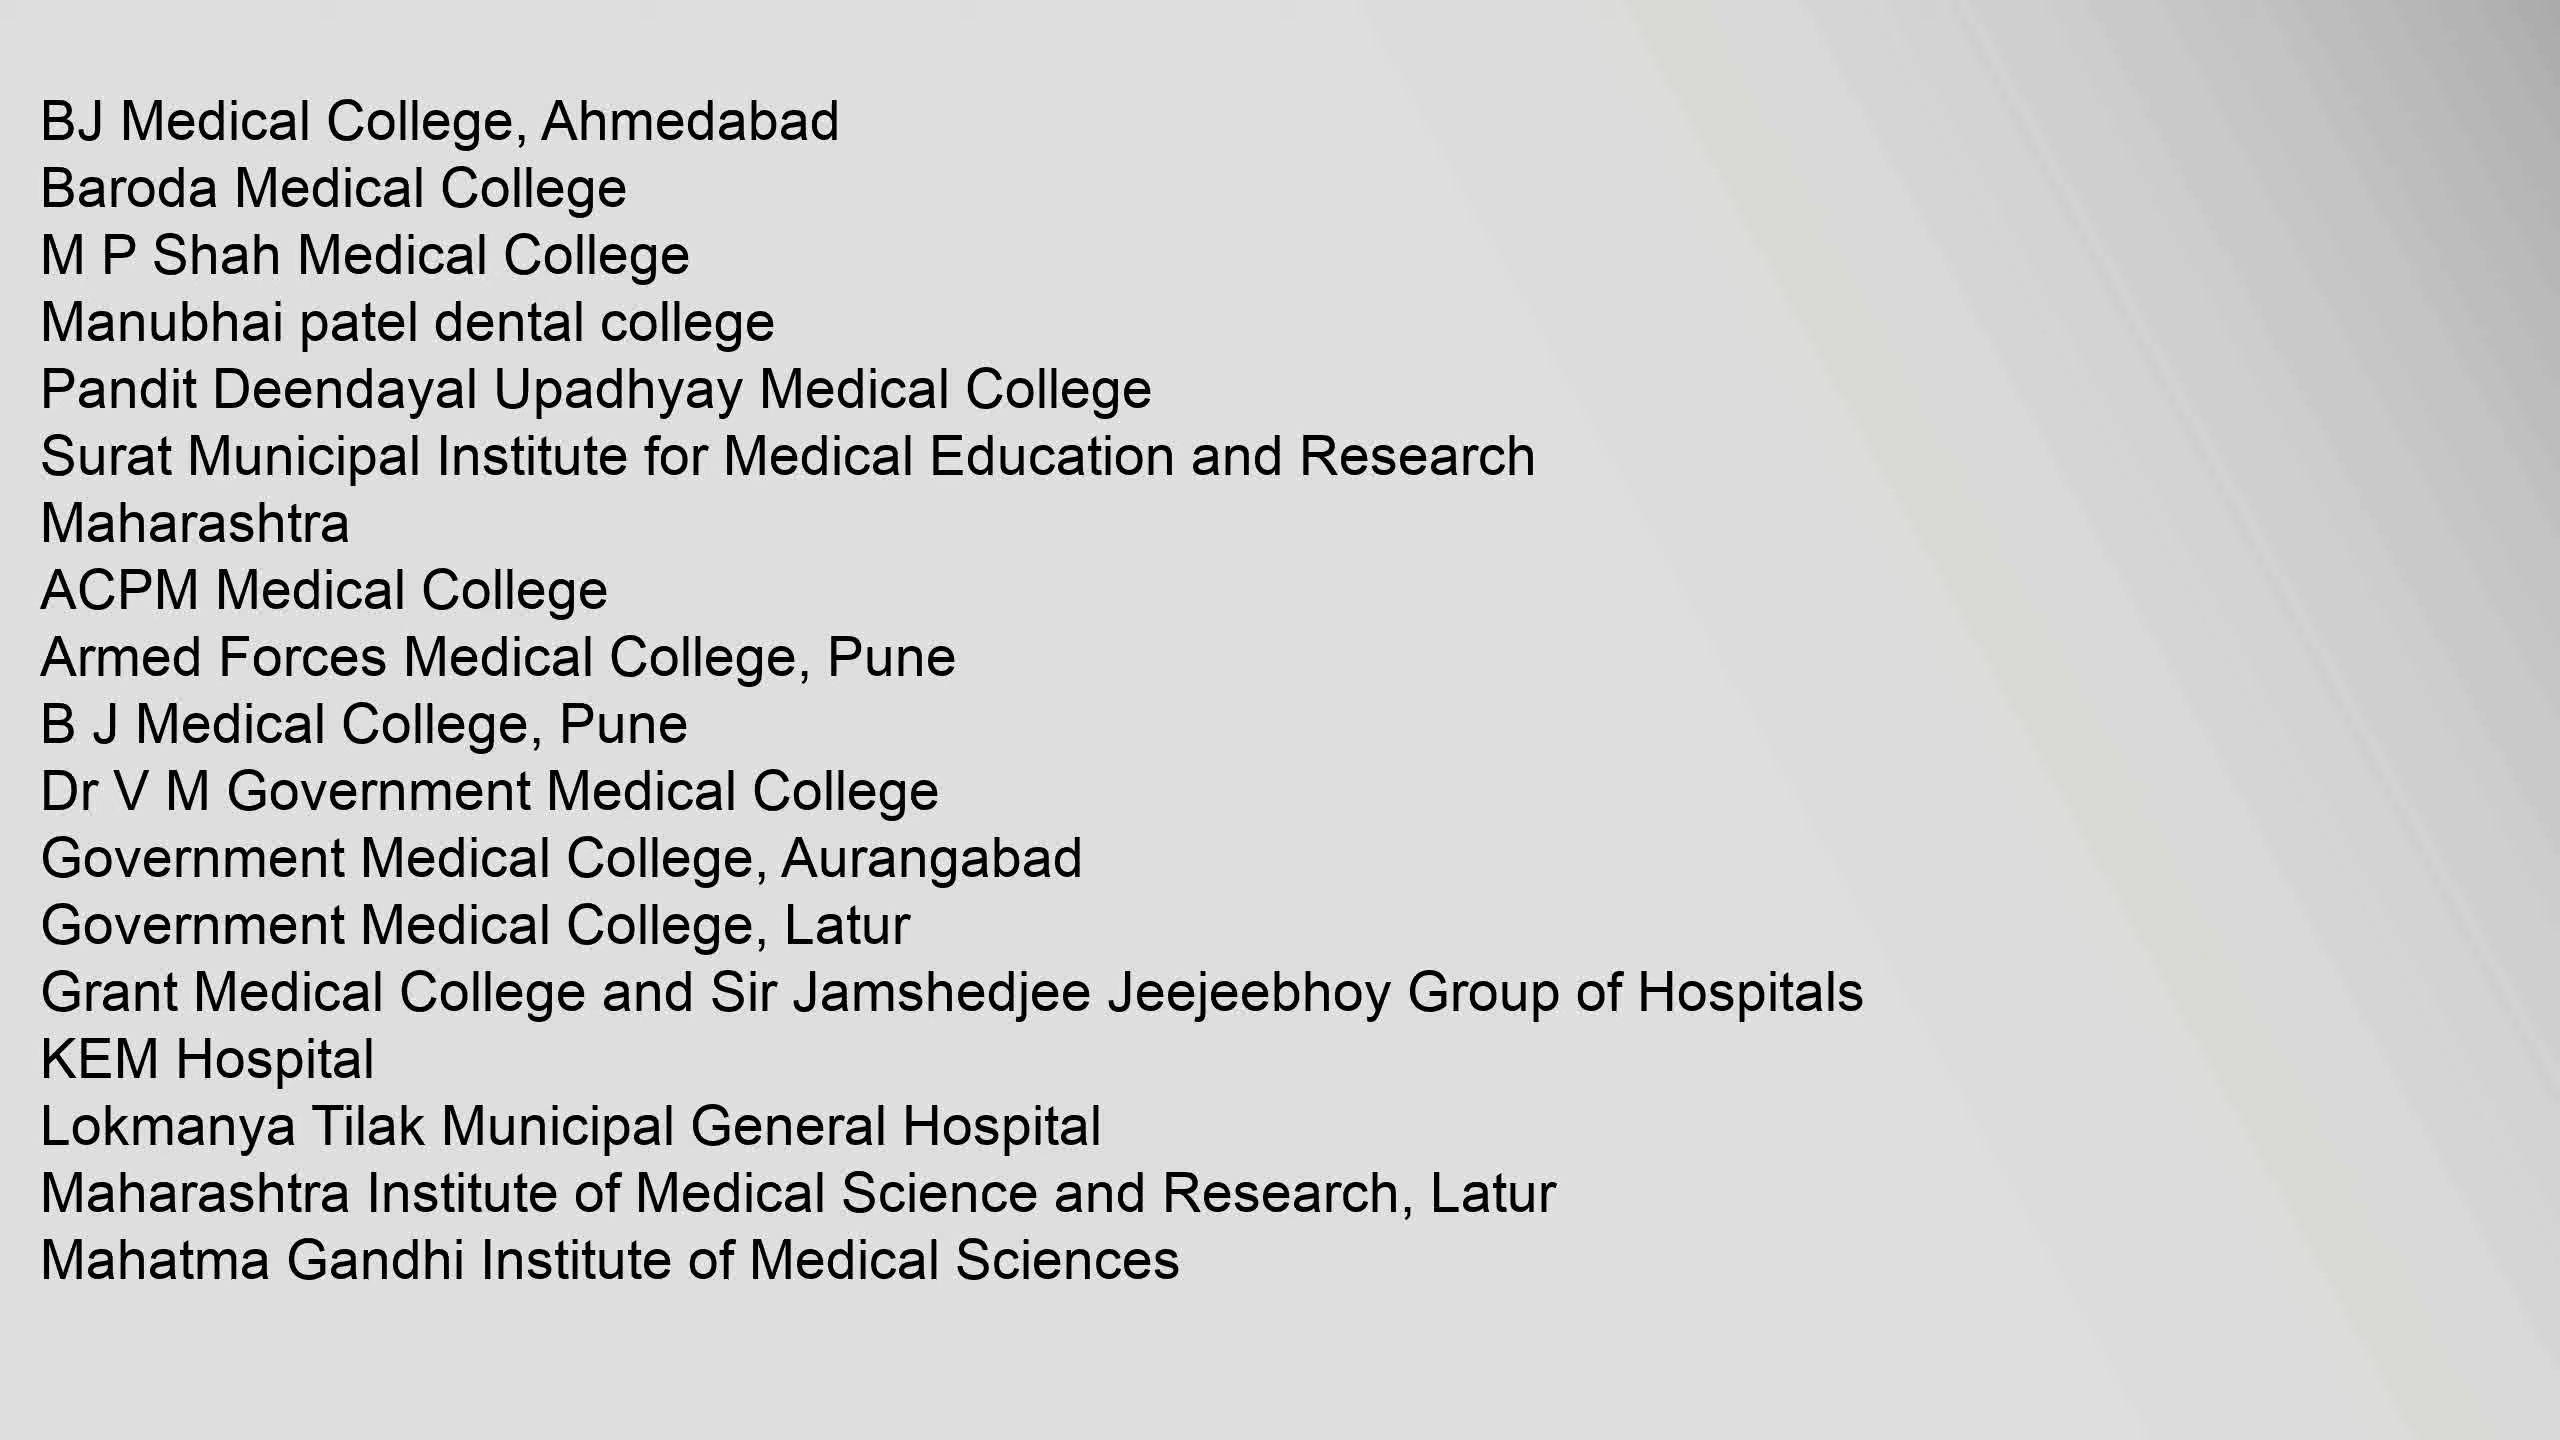 BJ Medical College, Ahmedabad
Baroda Medical College
M P Shah Medical College
Manubhai patel dental college
Pandit Deendayal Upadhyay Medical College
Surat Municipal Institute for Medical Education and Research
Maharashtra
ACPM Medical College
Armed Forces Medical College, Pune
B J Medical College, Pune
Dr V M Government Medical College
Government Medical College, Aurangabad
Government Medical College, Latur
Grant Medical College and Sir Jamshedjee Jeejeebhoy Group of Hospitals
KEM Hospital
Lokmanya Tilak Municipal General Hospital
Maharashtra Institute of Medical Science and Research, Latur
Mahatma Gandhi Institute of Medical Sciences